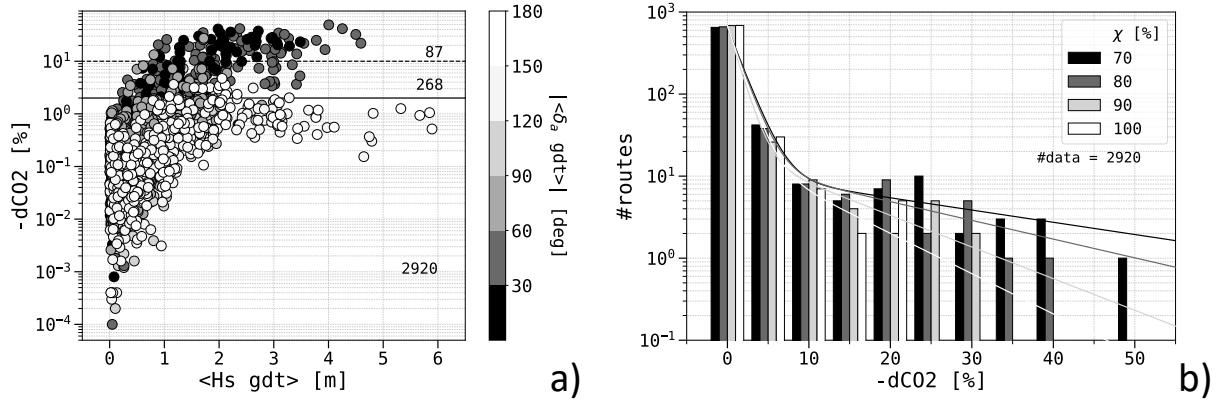 -dCO2 [%]
10^1
10^0
10^-1
10^-2
10^-3
10^-4
87
268
2920
0 1 2 3 4 5 6
<Hs gdt> [m]
180
150
120
90
60
30
|<δa gdt>| [deg]
a)
#routes
10^3
10^2
10^1
10^0
10^-1
χ [%]
70
80
90
100
#data = 2920
0 10 20 30 40 50
-dCO2 [%]
b)